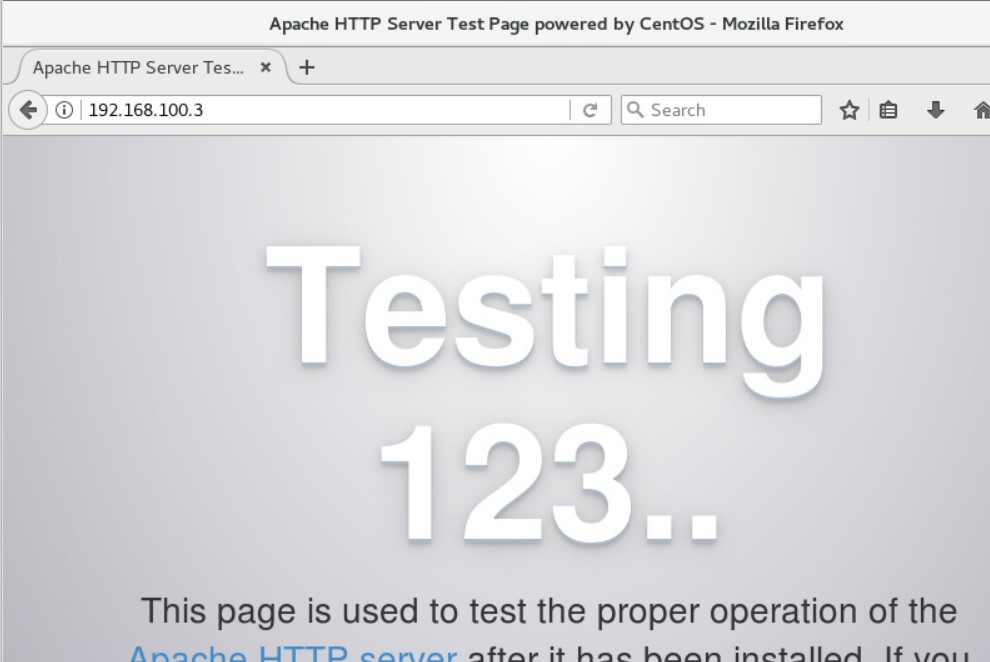 Apache HTTP Server Test Page powered by CentOS - Mozilla Firefox
Apache HTTP Server Tes...
192.168.100.3
Search
Testing
123..
This page is used to test the proper operation of the
Apache HTTP server after it has been installed. If you